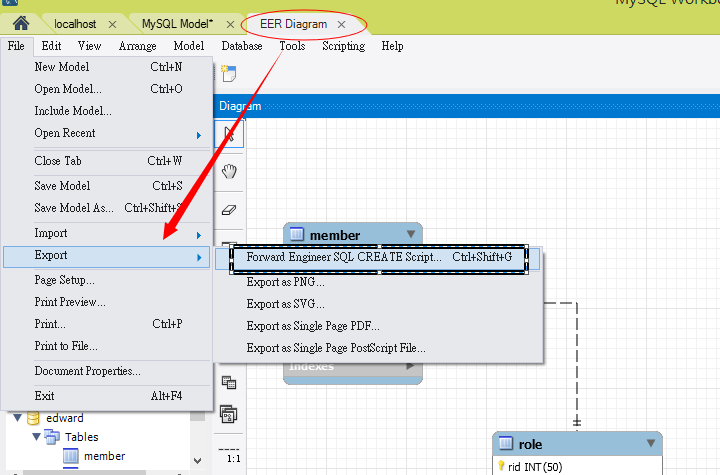 MySQL Workb
localhost
MySQL Model*
EER Diagram
File Edit View Arrange Model Database Tools Scripting Help
New Model Ctrl+N
Open Model... Ctrl+O
Include Model...
Open Recent
Close Tab Ctrl+W
Save Model Ctrl+S
Save Model As... Ctrl+Shift+S
Import
Export
Page Setup...
Print Preview...
Print... Ctrl+P
Print to File...
Document Properties...
Exit Alt+F4
Diagram
member
Forward Engineer SQL CREATE Script... Ctrl+Shift+G
Export as PNG...
Export as SVG...
Export as Single Page PDF...
Export as Single Page PostScript File...
Indexes
edward
Tables
member
1:1
role
rid INT(50)